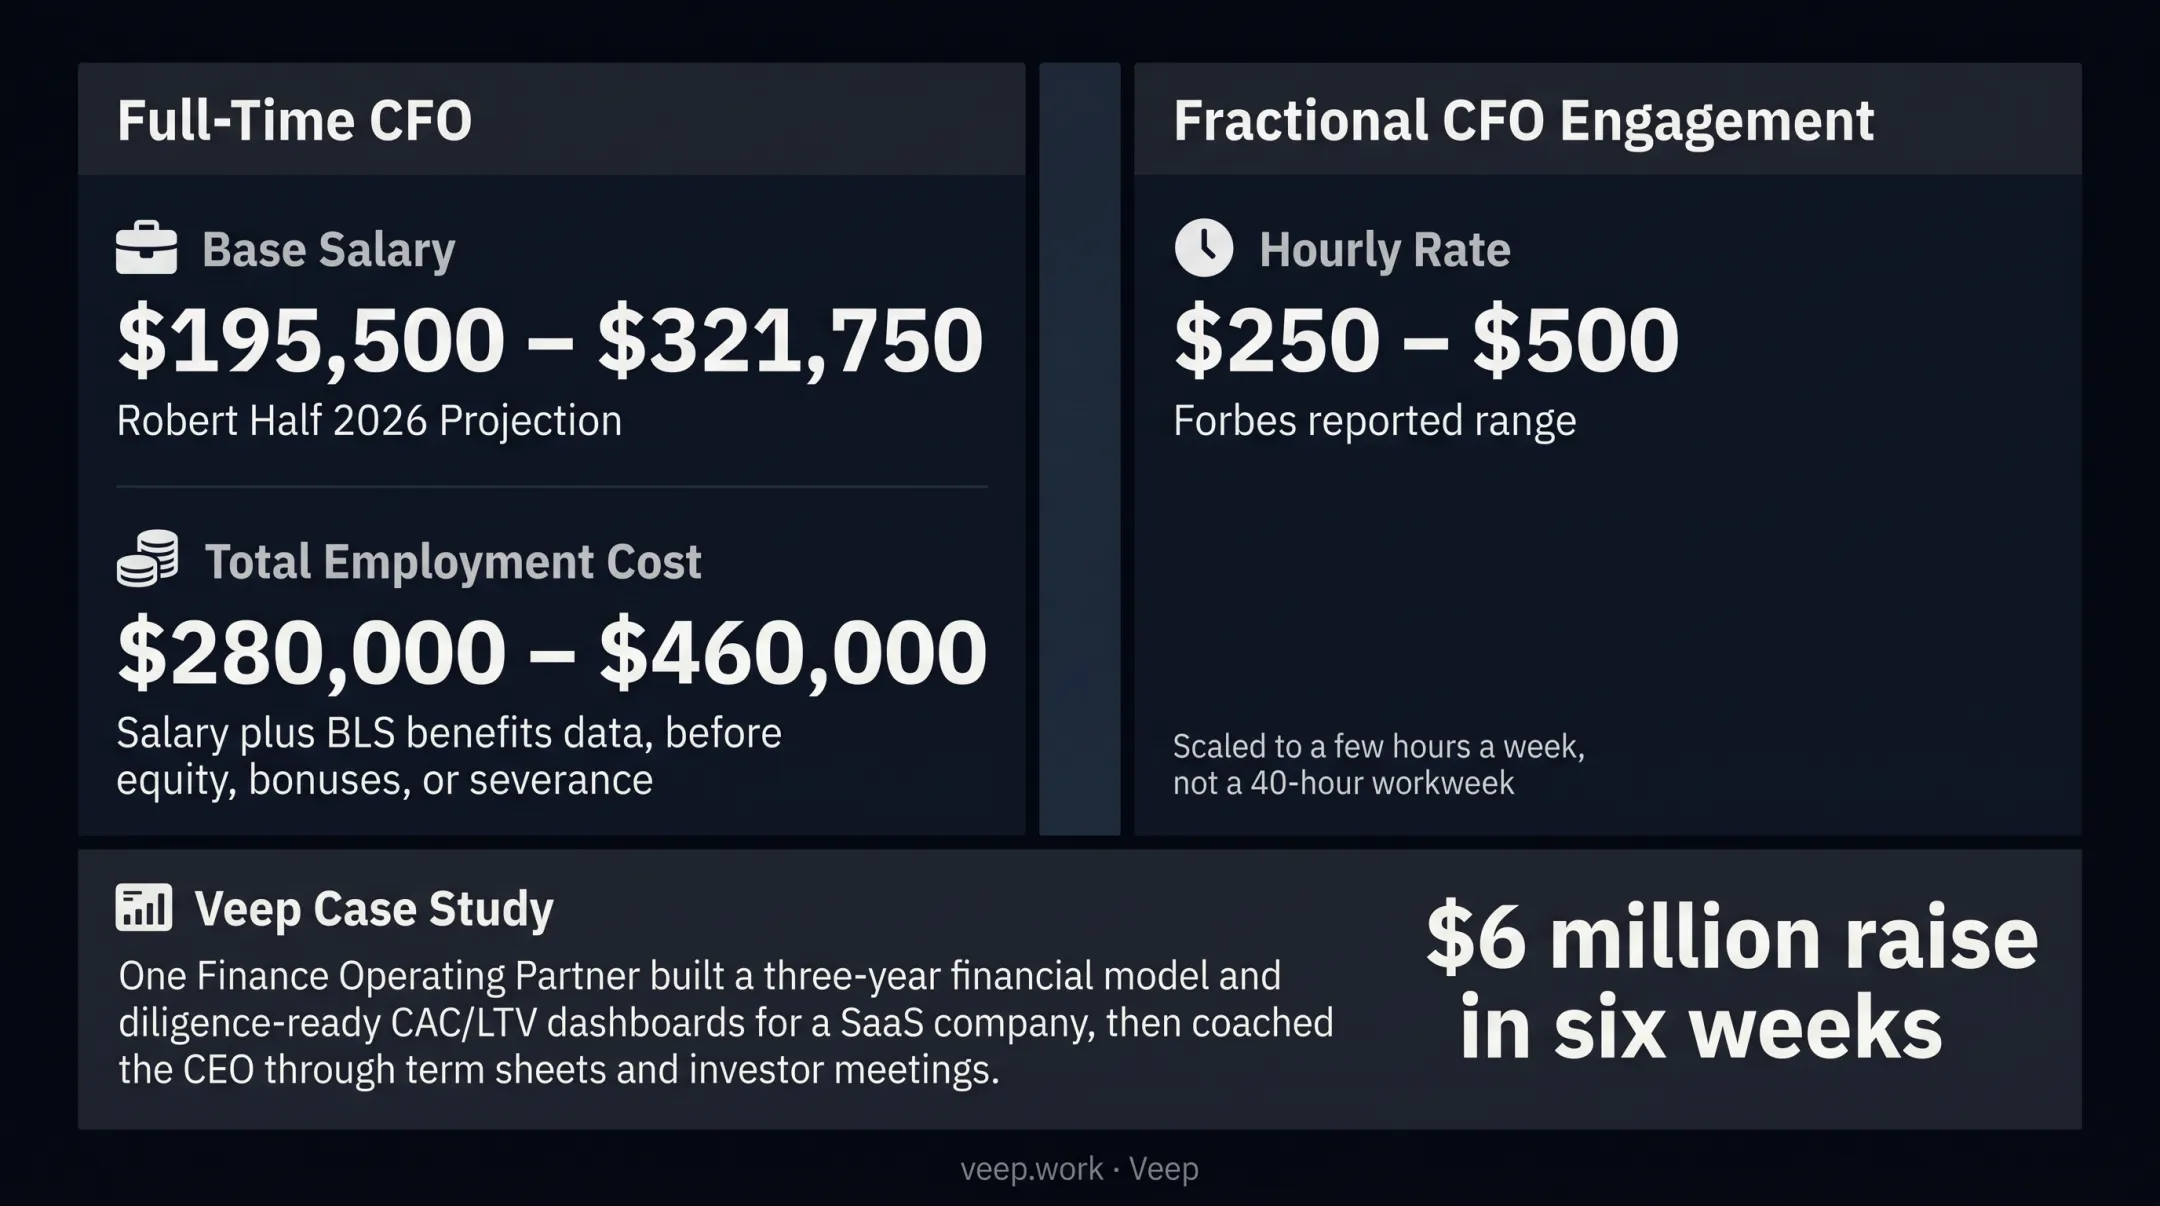 Full-Time CFO
Base Salary
$195,500 – $321,750
Robert Half 2026 Projection
Total Employment Cost
$280,000 – $460,000
Salary plus BLS benefits data, before
equity, bonuses, or severance
Fractional CFO Engagement
Hourly Rate
$250 – $500
Forbes reported range
Scaled to a few hours a week,
not a 40-hour workweek
Veep Case Study
One Finance Operating Partner built a three-year financial model and
diligence-ready CAC/LTV dashboards for a SaaS company, then coached
the CEO through term sheets and investor meetings.
$6 million raise
in six weeks
veep.work · Veep